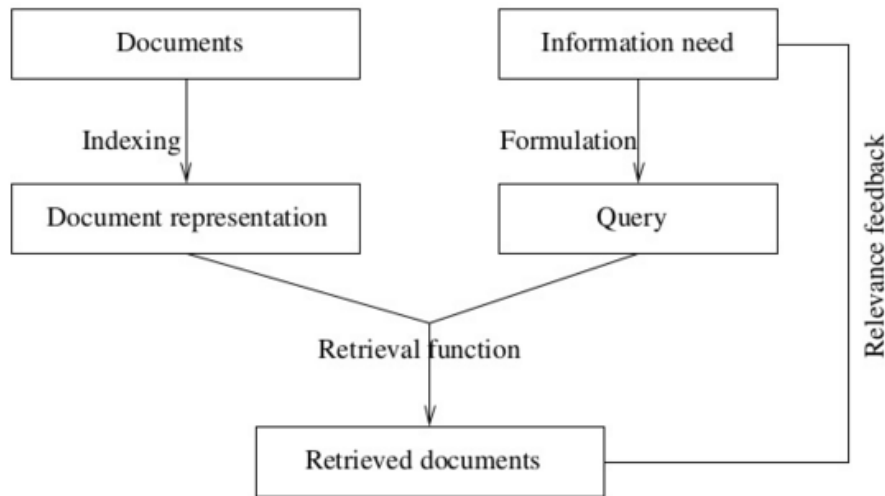 Documents
Information need
Indexing
Formulation
Document representation
Query
Relevance feedback
Retrieval function
Retrieved documents